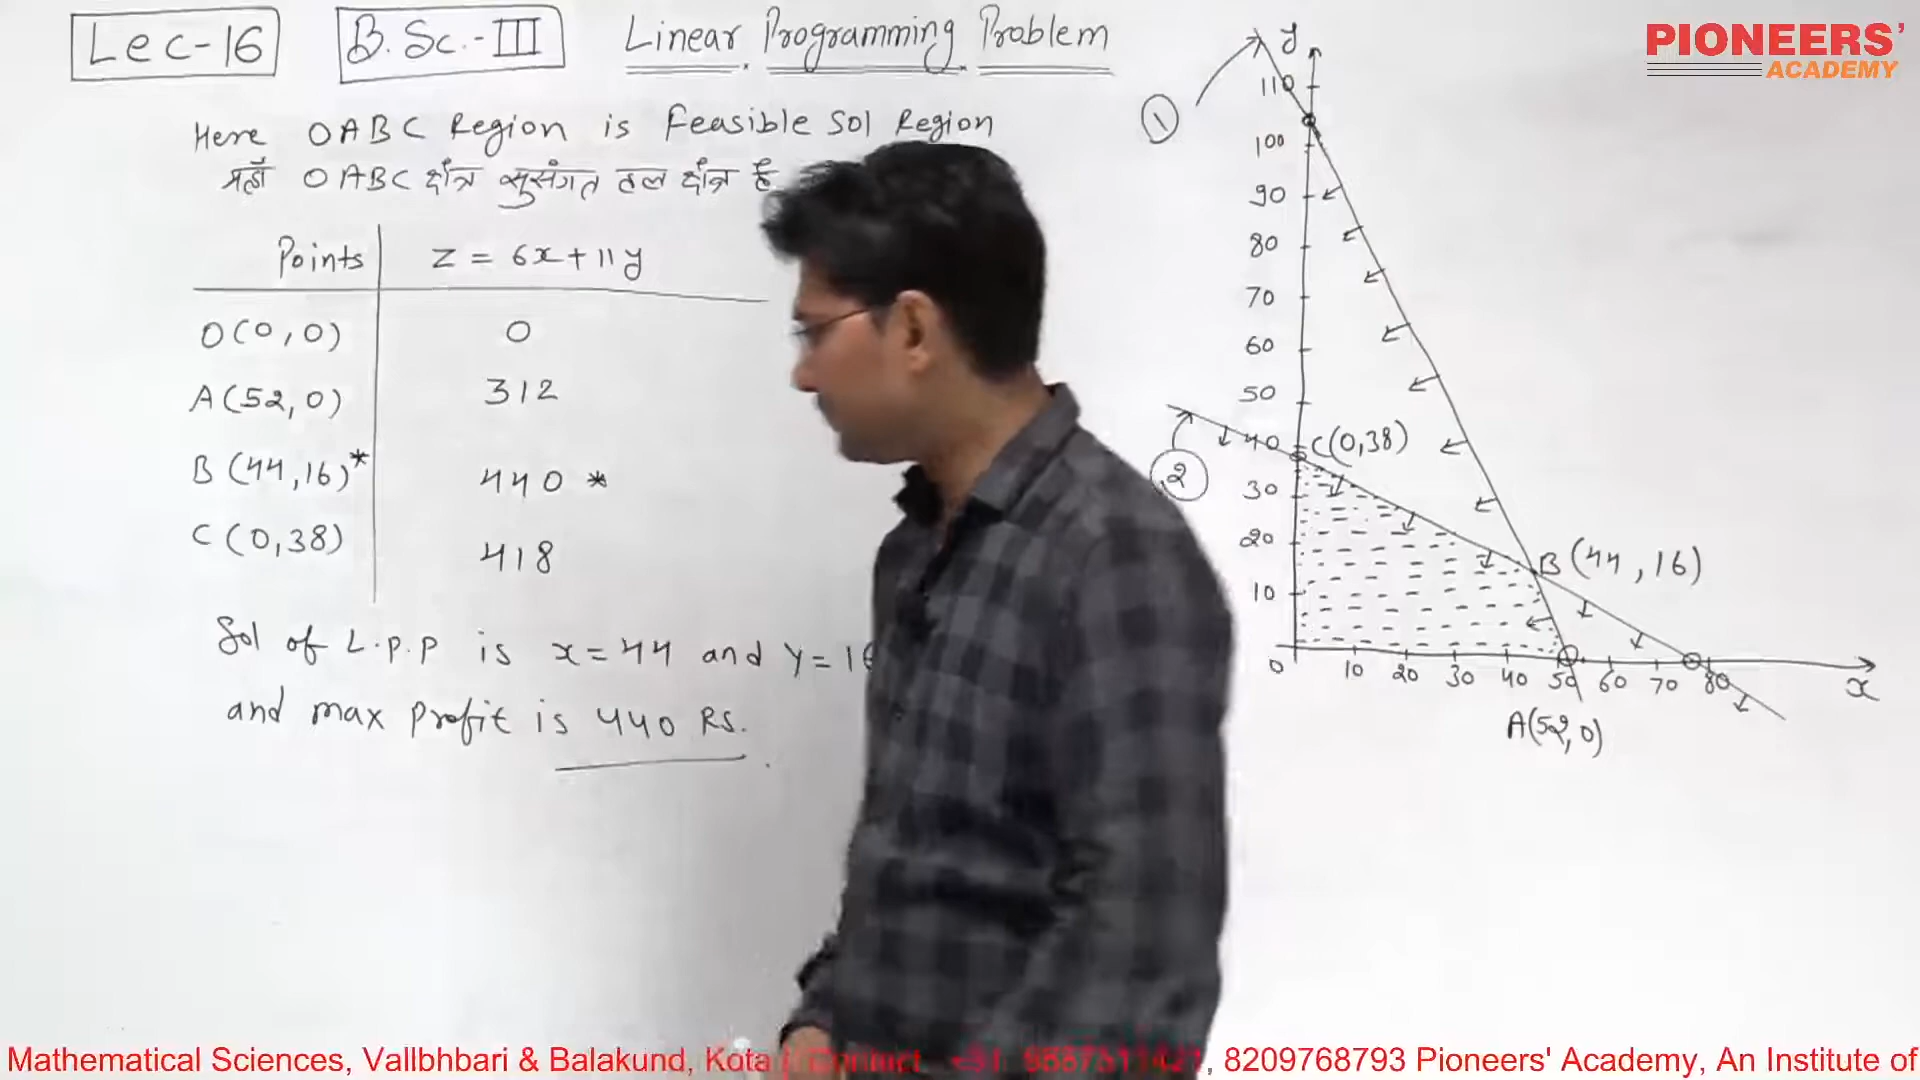 Lec-16 B.Sc.-III Linear Programming Problem
PIONEERS'
ACADEMY
Here OABC Region is Feasible Sol Region
यहाँ OABC क्षेत्र सुसंगत हल क्षेत्र है
Points z = 6x+11y
O(0,0) 0
A(52,0) 312
B(44,16)* 440 *
C(0,38) 418
Sol of L.P.P is x=44 and y=16
and max profit is 440 RS.
y
110
1
100
90
80
70
60
50
40 C(0,38)
2
30
20
B(44,16)
10
0 10 20 30 40 50 60 70 80 x
A(52,0)
Mathematical Sciences, Vallbhbari & Balakund, Kota , 8209768793 Pioneers' Academy, An Institute of